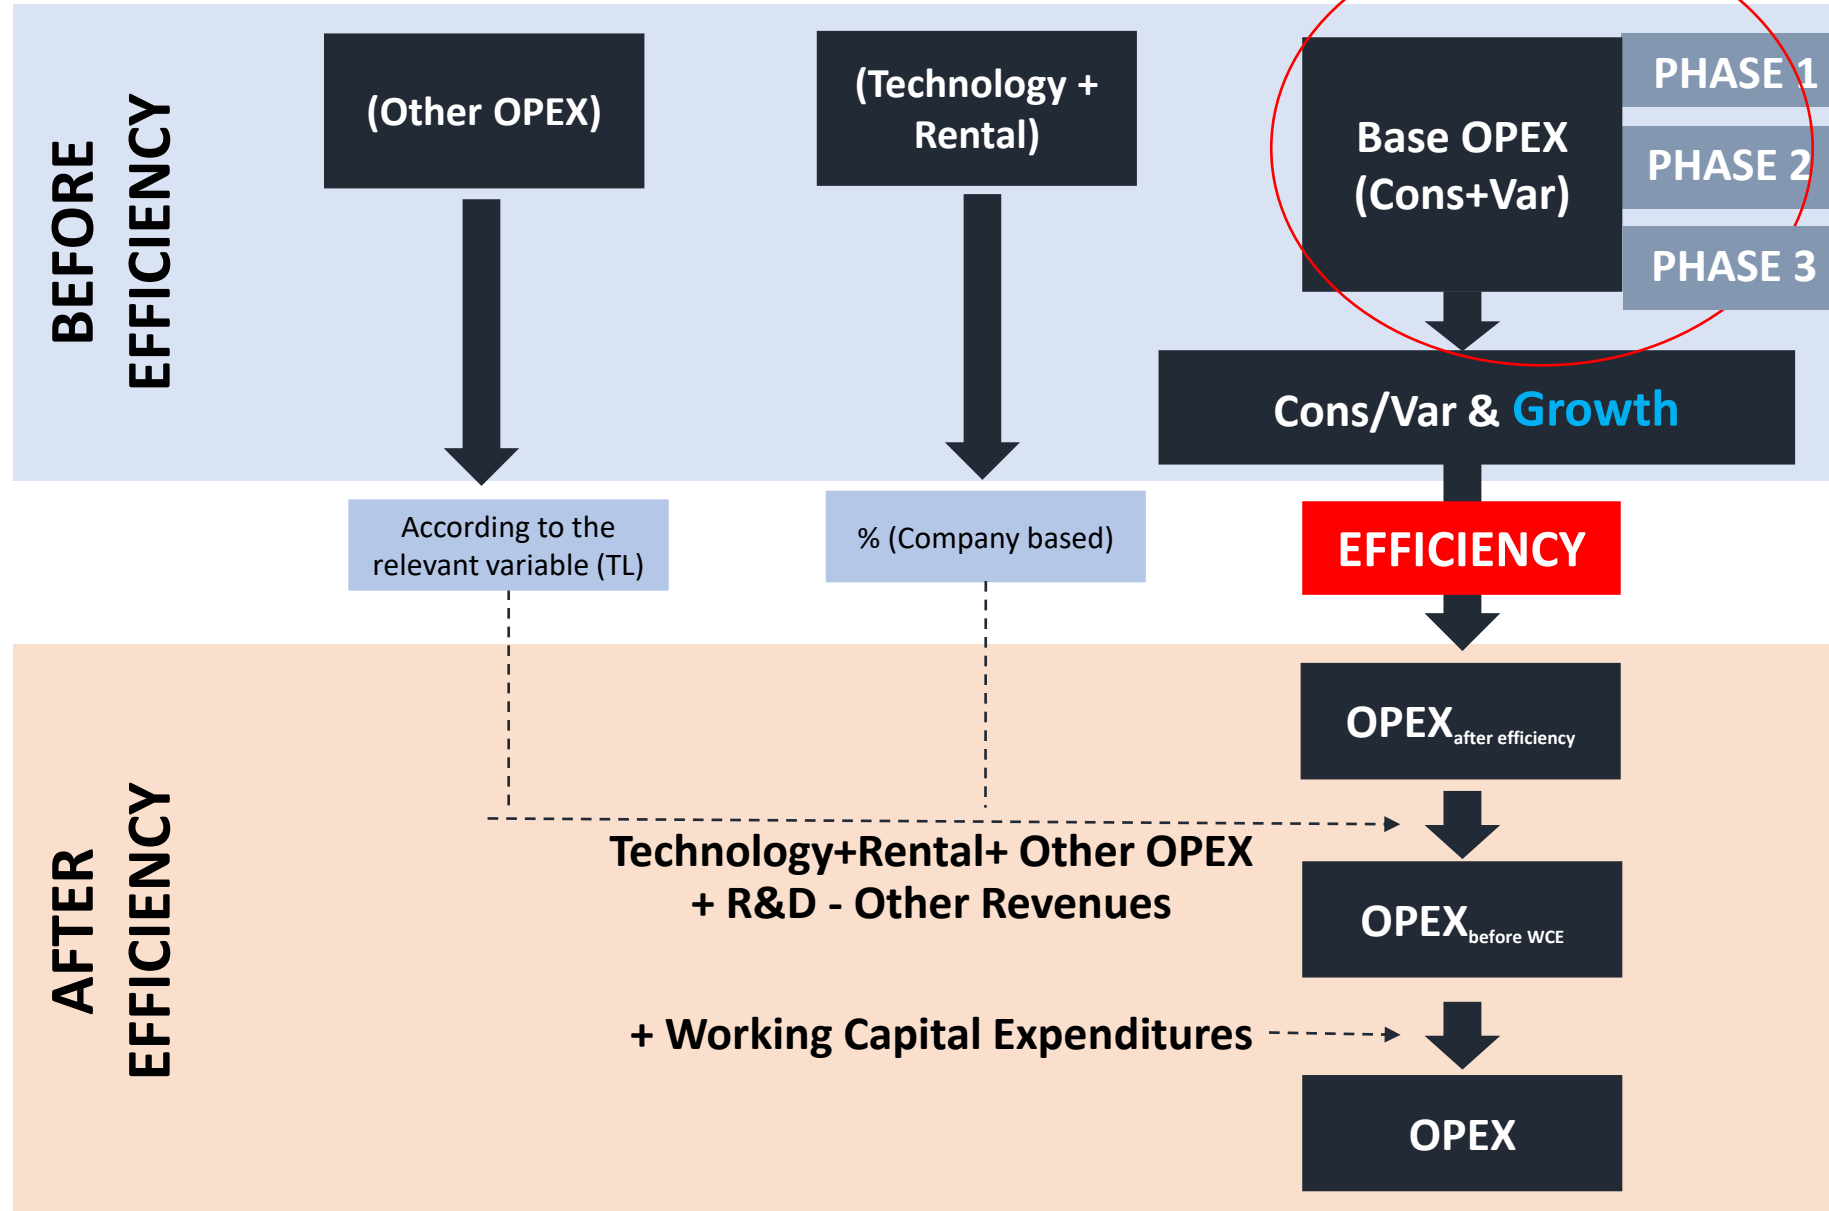 BEFORE
EFFICIENCY
(Other OPEX)
(Technology +
Rental)
Base OPEX
(Cons+Var)
PHASE 1
PHASE 2
PHASE 3
Cons/Var & Growth
According to the
relevant variable (TL)
% (Company based)
EFFICIENCY
AFTER
EFFICIENCY
OPEXafter efficiency
Technology+Rental+ Other OPEX
+ R&D - Other Revenues
OPEXbefore WCE
+ Working Capital Expenditures
OPEX